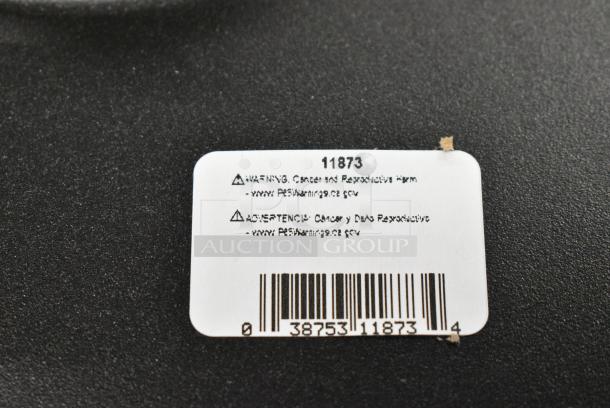 11873
⚠ WARNING: Cancer and Reproductive Harm
- www.P65Warnings.ca.gov
⚠ ADVERTENCIA: Cáncer y Daño Reproductivo
- www.P65Warnings.ca.gov
AUCTION GROUP
0 38753 11873 4